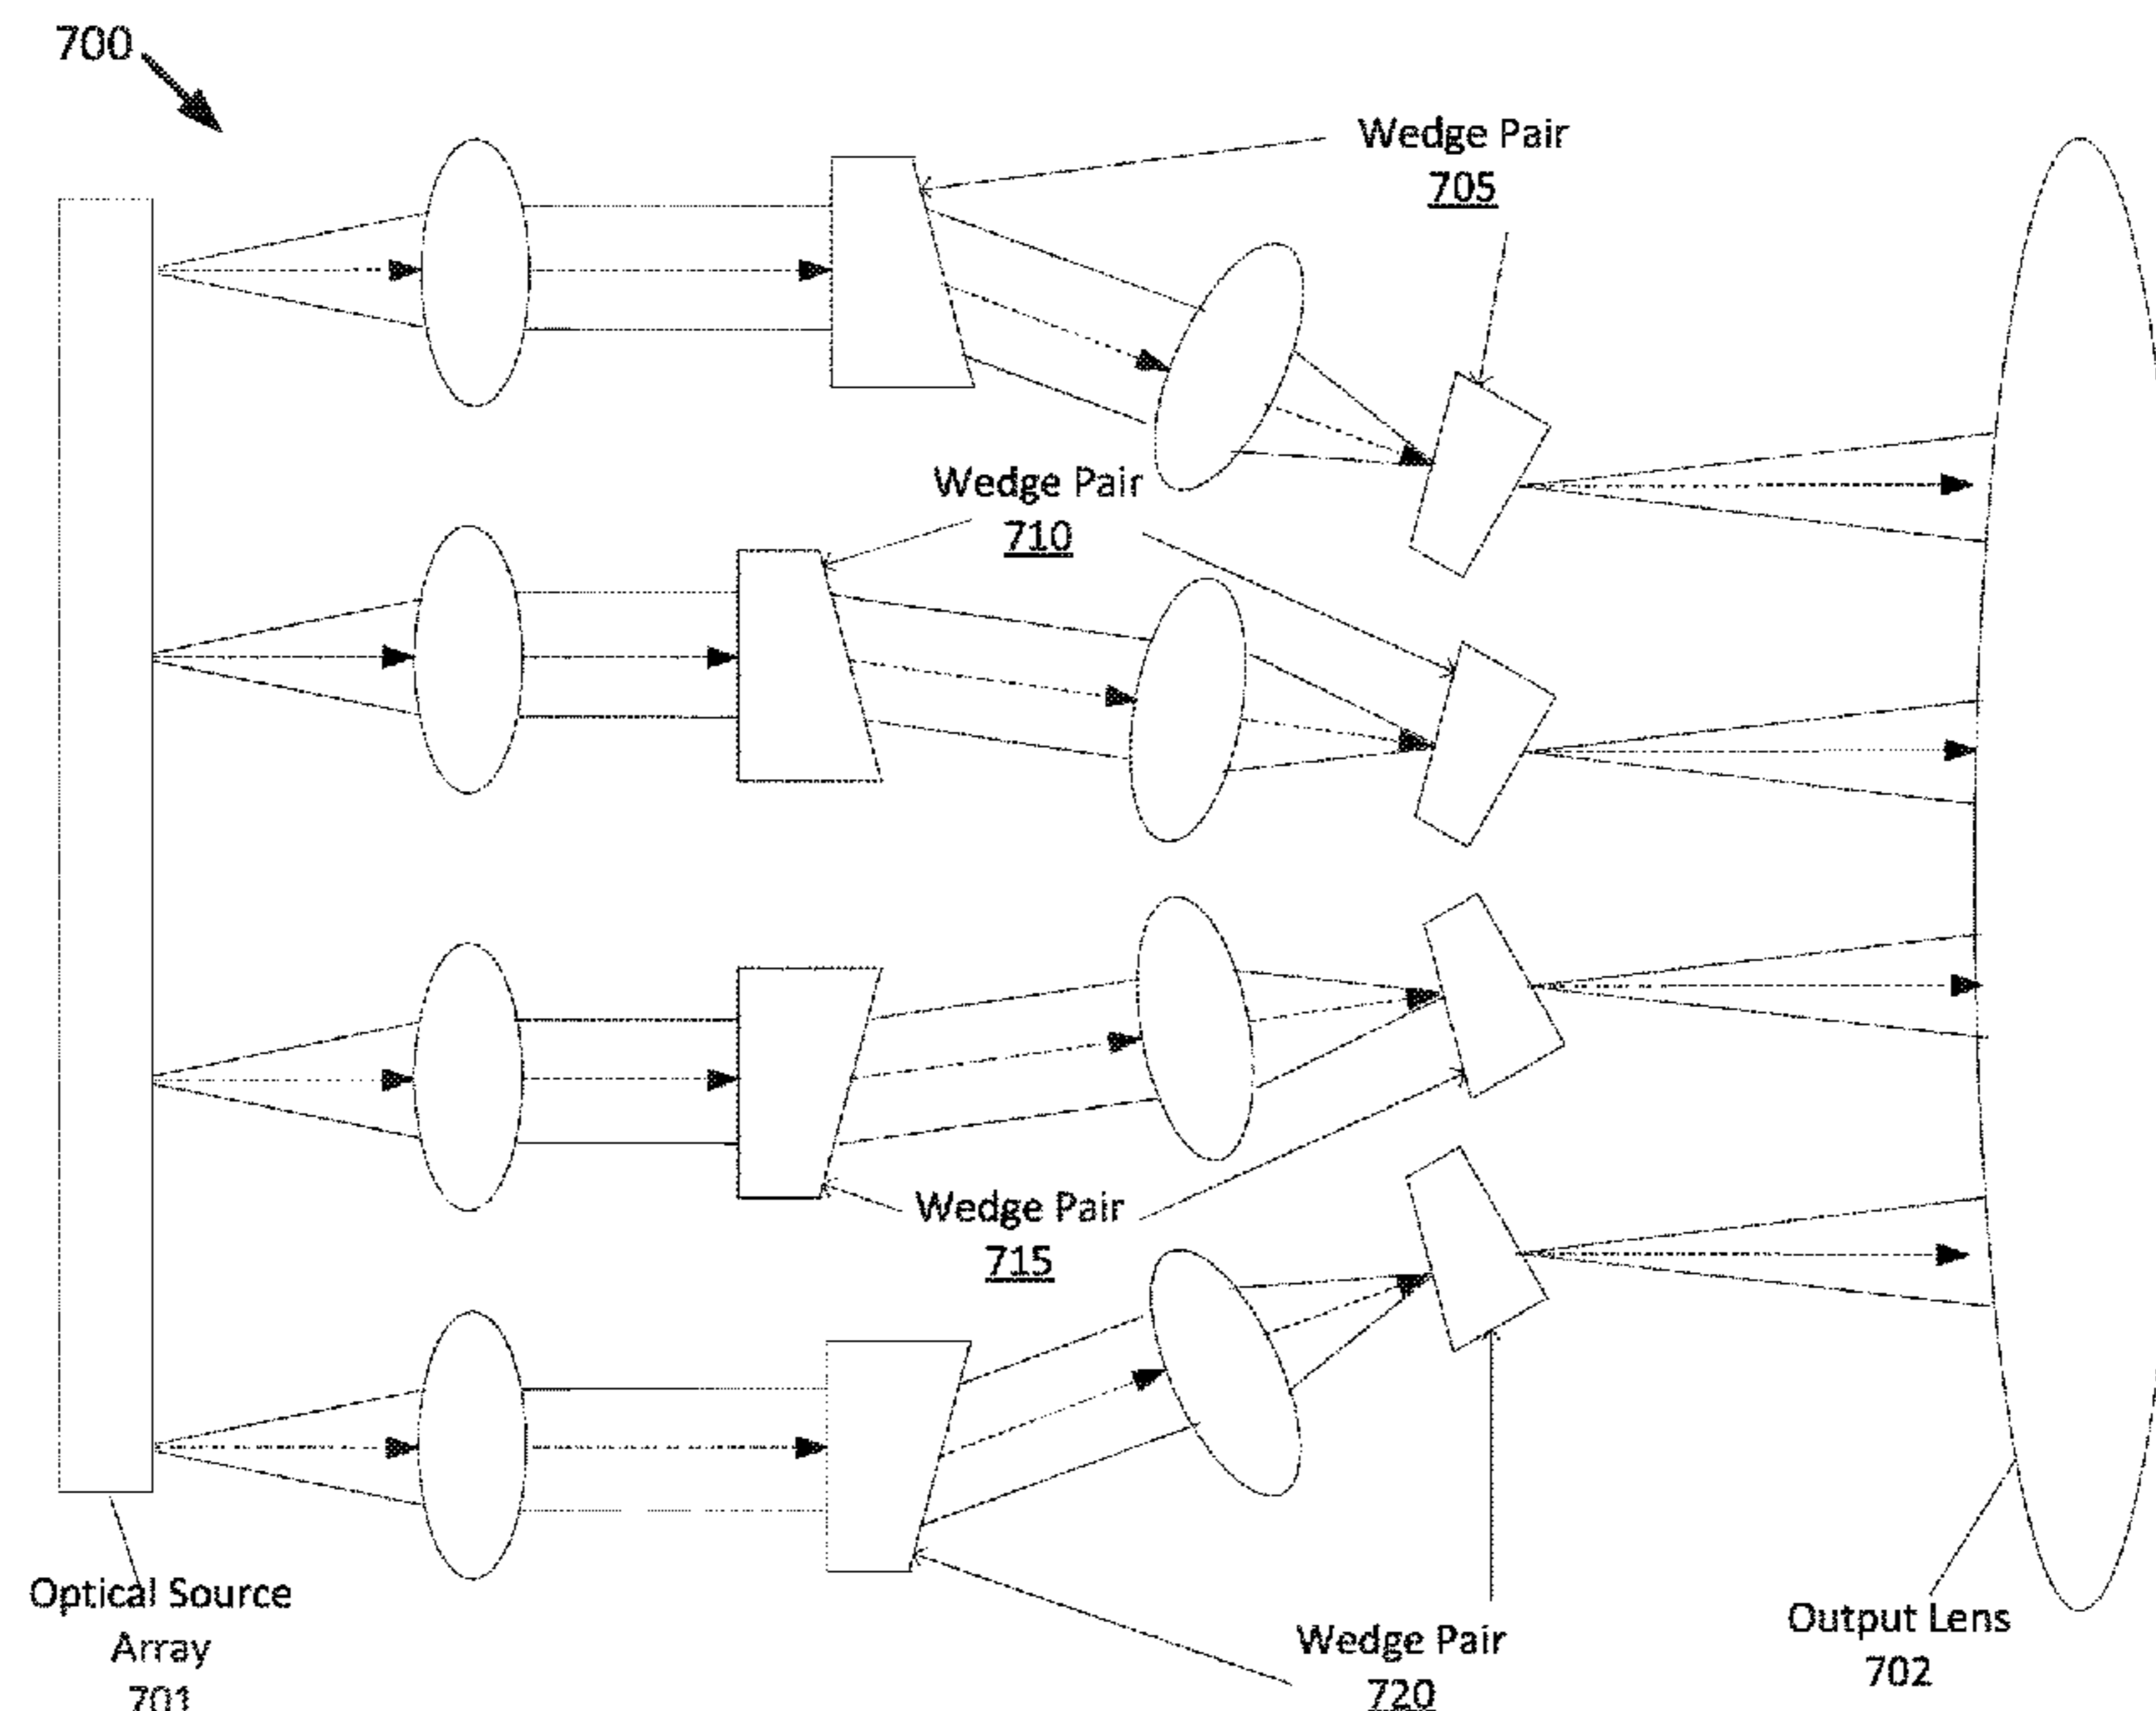 700
Wedge Pair
705
Wedge Pair
710
Wedge Pair
715
Optical Source
Array
701
Wedge Pair
720
Output Lens
702